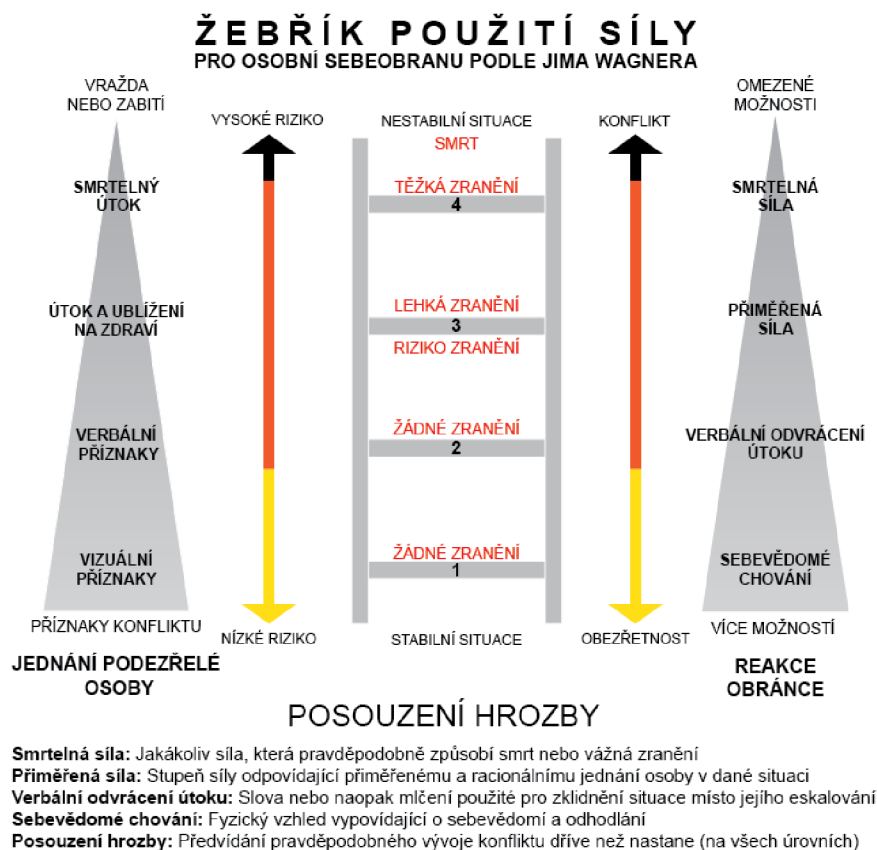 ŽEBŘÍK POUŽITÍ SÍLY
PRO OSOBNÍ SEBEOBRANU PODLE JIMA WAGNERA
VRAŽDA
NEBO ZABITÍ
SMRTELNÝ
ÚTOK
ÚTOK A UBLÍŽENÍ
NA ZDRAVÍ
VERBÁLNÍ
PŘÍZNAKY
VIZUÁLNÍ
PŘÍZNAKY
PŘÍZNAKY KONFLIKTU
JEDNÁNÍ PODEZŘELÉ
OSOBY
VYSOKÉ RIZIKO
NÍZKÉ RIZIKO
NESTABILNÍ SITUACE
SMRT
TĚŽKÁ ZRANĚNÍ
4
LEHKÁ ZRANĚNÍ
3
RIZIKO ZRANĚNÍ
ŽÁDNÉ ZRANĚNÍ
2
ŽÁDNÉ ZRANĚNÍ
1
STABILNÍ SITUACE
KONFLIKT
OBEZŘETNOST
OMEZENÉ
MOŽNOSTI
SMRTELNÁ
SÍLA
PŘIMĚŘENÁ
SÍLA
VERBÁLNÍ ODVRÁCENÍ
ÚTOKU
SEBEVĚDOMÉ
CHOVÁNÍ
VÍCE MOŽNOSTÍ
REAKCE
OBRÁNCE
POSOUZENÍ HROZBY
Smrtelná síla: Jakákoliv síla, která pravděpodobně způsobí smrt nebo vážná zranění
Přiměřená síla: Stupeň síly odpovídající přiměřenému a racionálnímu jednání osoby v dané situaci
Verbální odvrácení útoku: Slova nebo naopak mlčení použité pro zklidnění situace místo jejího eskalování
Sebevědomé chování: Fyzický vzhled vypovídající o sebevědomí a odhodlání
Posouzení hrozby: Předvídání pravděpodobného vývoje konfliktu dříve než nastane (na všech úrovních)